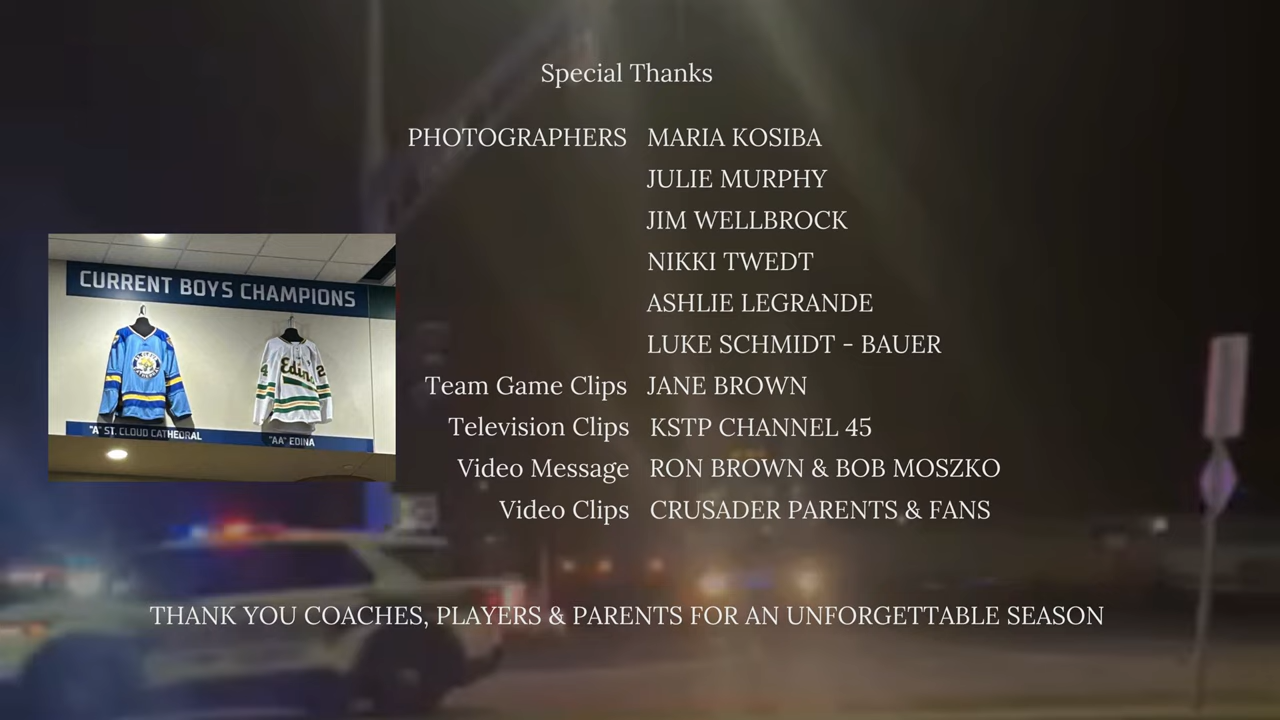 Special Thanks
PHOTOGRAPHERS MARIA KOSIBA
JULIE MURPHY
JIM WELLBROCK
NIKKI TWEDT
ASHLIE LEGRANDE
LUKE SCHMIDT - BAUER
Team Game Clips JANE BROWN
Television Clips KSTP CHANNEL 45
Video Message RON BROWN & BOB MOSZKO
Video Clips CRUSADER PARENTS & FANS
CURRENT BOYS CHAMPIONS
Edina
"A" ST. CLOUD CATHEDRAL
"AA" EDINA
THANK YOU COACHES, PLAYERS & PARENTS FOR AN UNFORGETTABLE SEASON